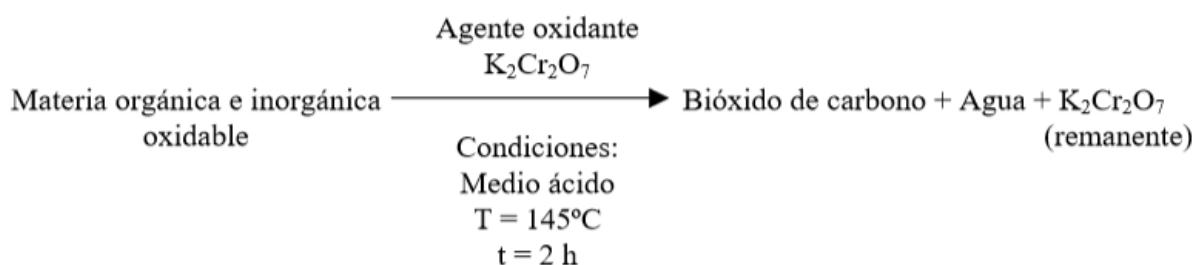 Agente oxidante
K₂Cr₂O₇
Materia orgánica e inorgánica
oxidable
Bióxido de carbono + Agua + K₂Cr₂O₇
(remanente)
Condiciones:
Medio ácido
T = 145ºC
t = 2 h